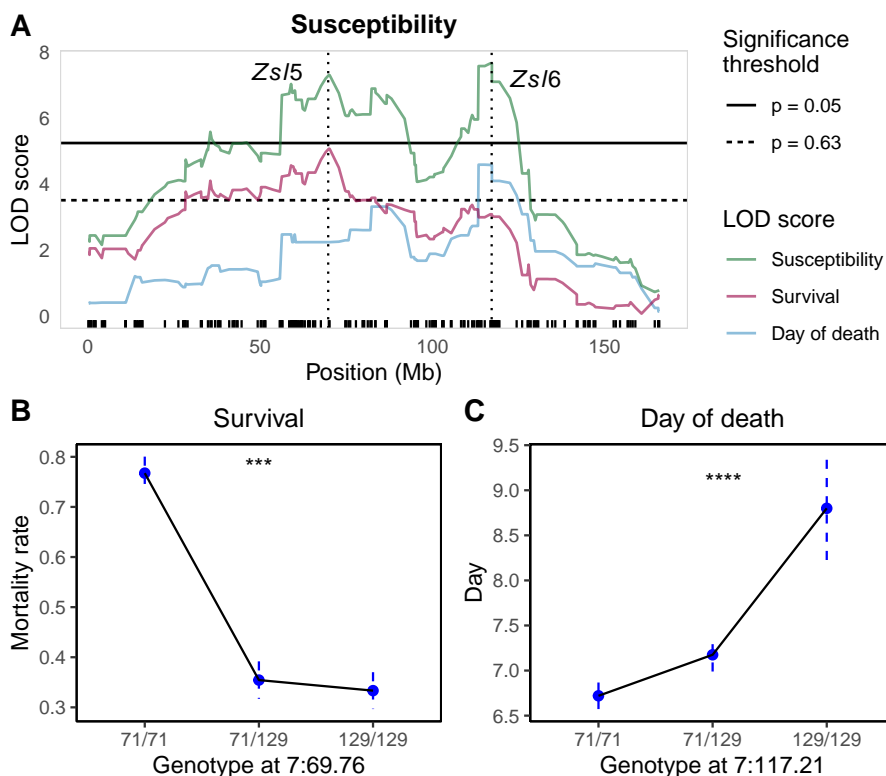 A
Susceptibility
Zsl5
Zsl6
8
6
4
2
0
LOD score
0
50
100
150
Position (Mb)
Significance
threshold
p = 0.05
p = 0.63
LOD score
Susceptibility
Survival
Day of death
B
Survival
***
0.8
0.7
0.6
0.5
0.4
0.3
Mortality rate
71/71
71/129
129/129
Genotype at 7:69.76
C
Day of death
****
9.5
9.0
8.5
8.0
7.5
7.0
6.5
Day
71/71
71/129
129/129
Genotype at 7:117.21